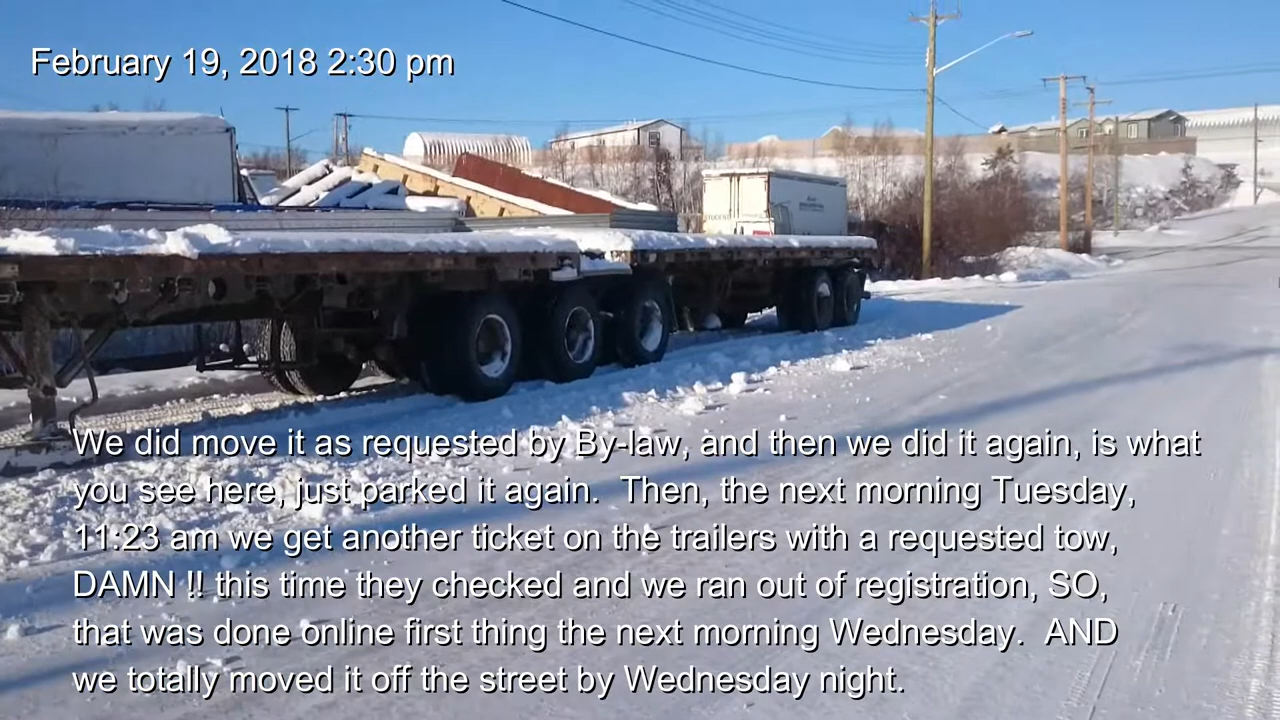 February 19, 2018 2:30 pm
We did move it as requested by By-law, and then we did it again, is what
you see here, just parked it again.  Then, the next morning Tuesday,
11:23 am we get another ticket on the trailers with a requested tow,
DAMN !! this time they checked and we ran out of registration, SO,
that was done online first thing the next morning Wednesday.  AND
we totally moved it off the street by Wednesday night.